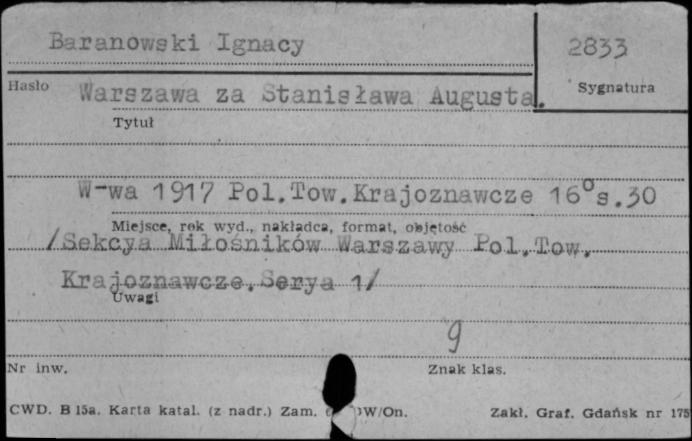 Baranowski Ignacy
2833
Hasło
Sygnatura
Warszawa za Stanisława Augusta.
Tytuł
W-wa 1917 Pol.Tow.Krajoznawcze 16°s.30
Miejsce, rok wyd., nakładca, format, objętość
/Sekcya Miłośników Warszawy Pol.Tow.
Krajoznawcze.Serya 1/
Uwagi
9
Nr inw.
Znak klas.
CWD. B 15a. Karta katal. (z nadr.) Zam. W/On.
Zakł. Graf. Gdańsk nr 175